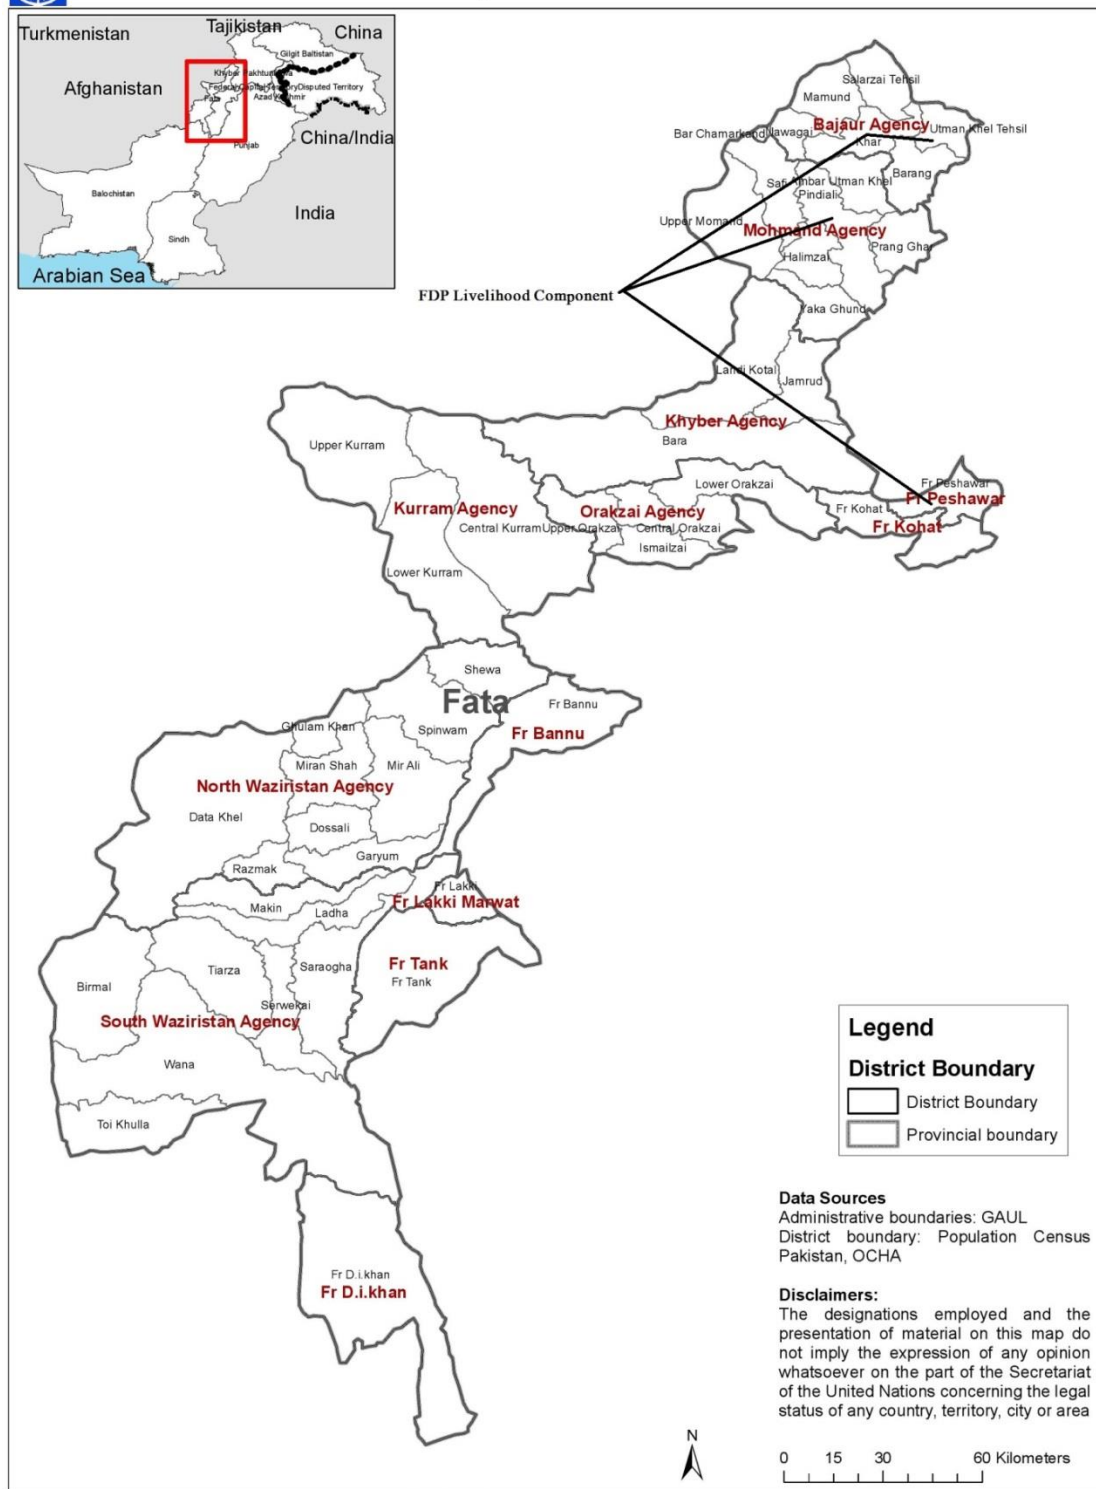 Turkmenistan
Tajikistan
China
Gilgit Baltistan
Afghanistan
Fata
Disputed Territory
Punjab
China/India
Balochistan
India
Sindh
Arabian Sea
Salarzai Tehsil
Mamund
Bajaur Agency
Utman Khel Tehsil
Bar Chamarkand
Khar
Barang
Safi
Ambar Utman Khel
Pindiali
Upper Momand
Mohmand Agency
Prang Ghar
Halimzai
FDP Livelihood Component
Yaka Ghund
Landi Kotal
Jamrud
Khyber Agency
Bara
Upper Kurram
Lower Orakzai
Fr Peshawar
Fr Peshawar
Kurram Agency
Orakzai Agency
Fr Kohat
Fr Kohat
Central Kurram
Upper Orakzai
Central Orakzai
Ismailzai
Lower Kurram
Shewa
Fata
Fr Bannu
Ghulam Khan
Spinwam
Fr Bannu
Miran Shah
Mir Ali
North Waziristan Agency
Data Khel
Dossali
Garyum
Razmak
Fr Lakki
Fr Lakki Marwat
Makin
Ladha
Fr Tank
Fr Tank
Tiarza
Saraogha
Birmal
Serwekai
South Waziristan Agency
Wana
Toi Khulla
Fr D.i.khan
Fr D.i.khan
Legend
District Boundary
District Boundary
Provincial boundary
Data Sources
Administrative boundaries: GAUL
District boundary: Population Census
Pakistan, OCHA
Disclaimers:
The designations employed and the
presentation of material on this map do
not imply the expression of any opinion
whatsoever on the part of the Secretariat
of the United Nations concerning the legal
status of any country, territory, city or area
N
0 15 30 60 Kilometers